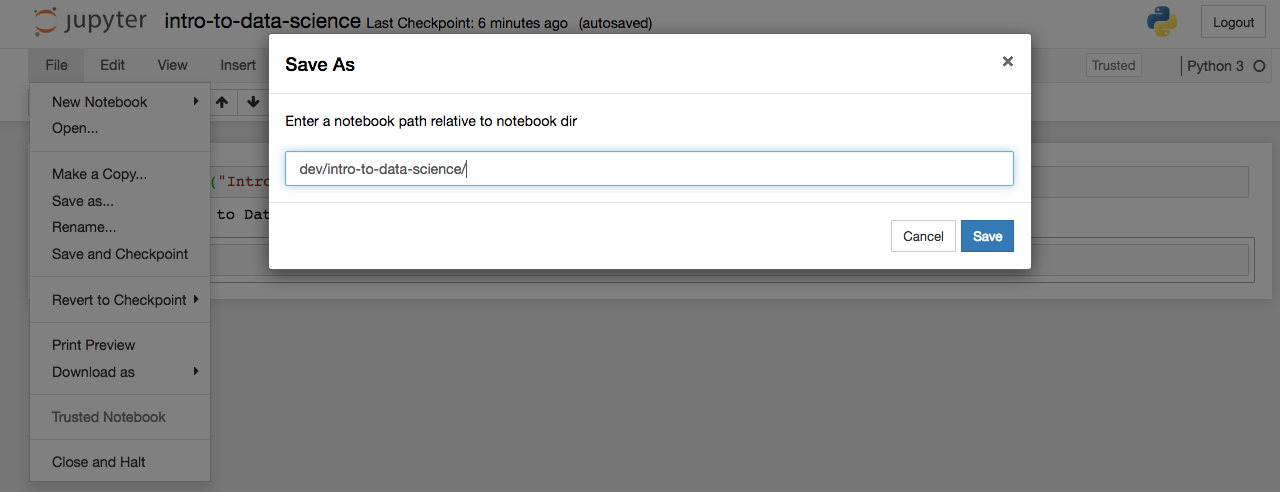 jupyter intro-to-data-science Last Checkpoint: 6 minutes ago (autosaved) Logout
File Edit View Insert Trusted Python 3
Save As ×
Enter a notebook path relative to notebook dir
dev/intro-to-data-science/
Cancel Save
New Notebook
Open...
Make a Copy...
Save as...
Rename...
Save and Checkpoint
Revert to Checkpoint
Print Preview
Download as
Trusted Notebook
Close and Halt
("Intro
to Dat